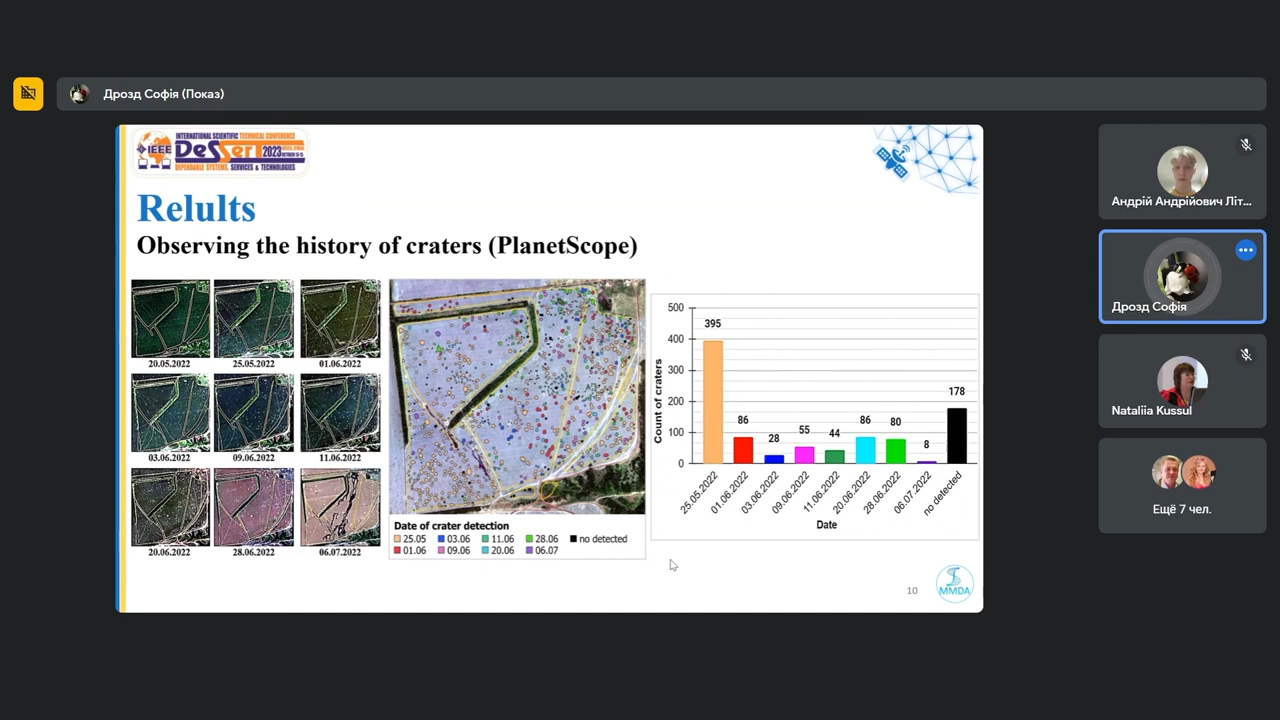 Дрозд Софія (Показ)
IEEE
INTERNATIONAL SCIENTIFIC TECHNICAL CONFERENCE
DeSSerT 2023
DEPENDABLE SYSTEMS, SERVICES & TECHNOLOGIES
Relults
Observing the history of craters (PlanetScope)
20.05.2022 25.05.2022 01.06.2022
03.06.2022 09.06.2022 11.06.2022
20.06.2022 28.06.2022 06.07.2022
Date of crater detection
25.05 03.06 11.06 28.06 no detected
01.06 09.06 20.06 06.07
Count of craters
500
400
300
200
100
0
395
86
28
55
44
86
80
8
178
25.05.2022
01.06.2022
03.06.2022
09.06.2022
11.06.2022
20.06.2022
28.06.2022
06.07.2022
no detected
Date
10
MMDA
Андрій Андрійович Літ...
Дрозд Софія
Nataliia Kussul
Ещё 7 чел.